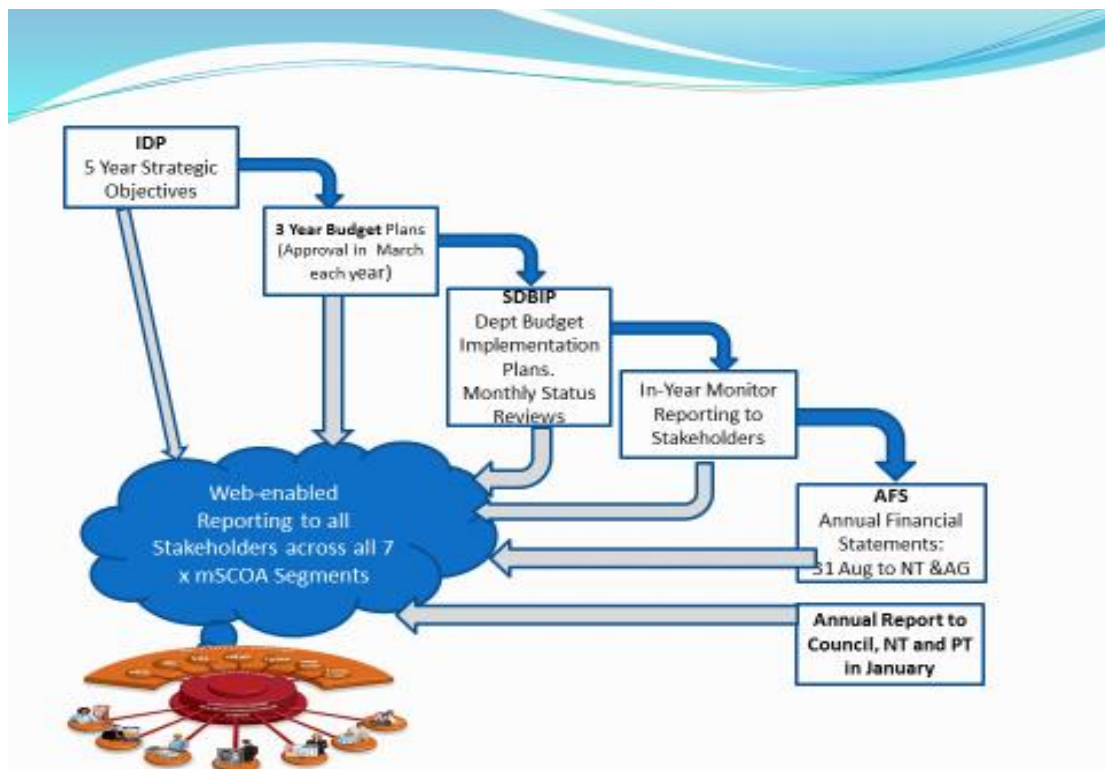 IDP
5 Year Strategic
Objectives
3 Year Budget Plans
(Approval in March
each year)
SDBIP
Dept Budget
Implementation
Plans.
Monthly Status
Reviews
In-Year Monitor
Reporting to
Stakeholders
AFS
Annual Financial
Statements:
31 Aug to NT &AG
Annual Report to
Council, NT and PT
in January
Web-enabled
Reporting to all
Stakeholders across all 7
x mSCOA Segments